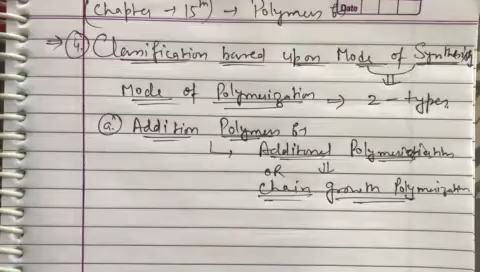 (Chapter - 15th) → Polymers Date
⇒ 4. Classification based upon Mode of Synthesis
⇓
Mode of Polymerization ⇒ 2-types
(a.) Addition Polymers
↳ Additional Polymerization
OR ⇓
Chain growth Polymerization